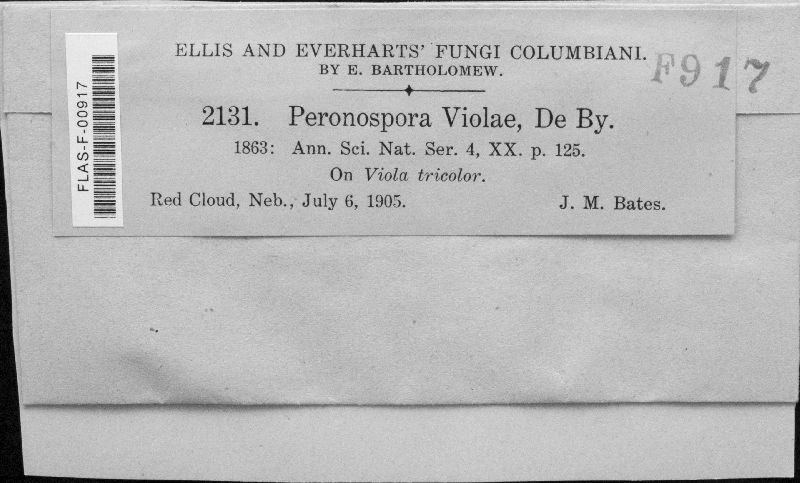 ELLIS AND EVERHARTS' FUNGI COLUMBIANI.
BY E. BARTHOLOMEW.
F917
2131. Peronospora Violae, De By.
1863: Ann. Sci. Nat. Ser. 4, XX. p. 125.
On Viola tricolor.
Red Cloud, Neb., July 6, 1905. J. M. Bates.
FLAS-F-00917